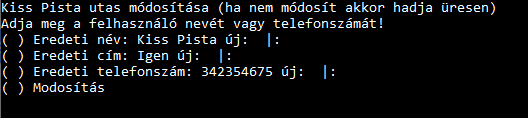 Kiss Pista utas módosítása (ha nem módosít akkor hadja üresen)
Adja meg a felhasználó nevét vagy telefonszámát!
( ) Eredeti név: Kiss Pista új:  |:
( ) Eredeti cím: Igen új:  |:
( ) Eredeti telefonszám: 342354675 új:  |:
( ) Modosítás